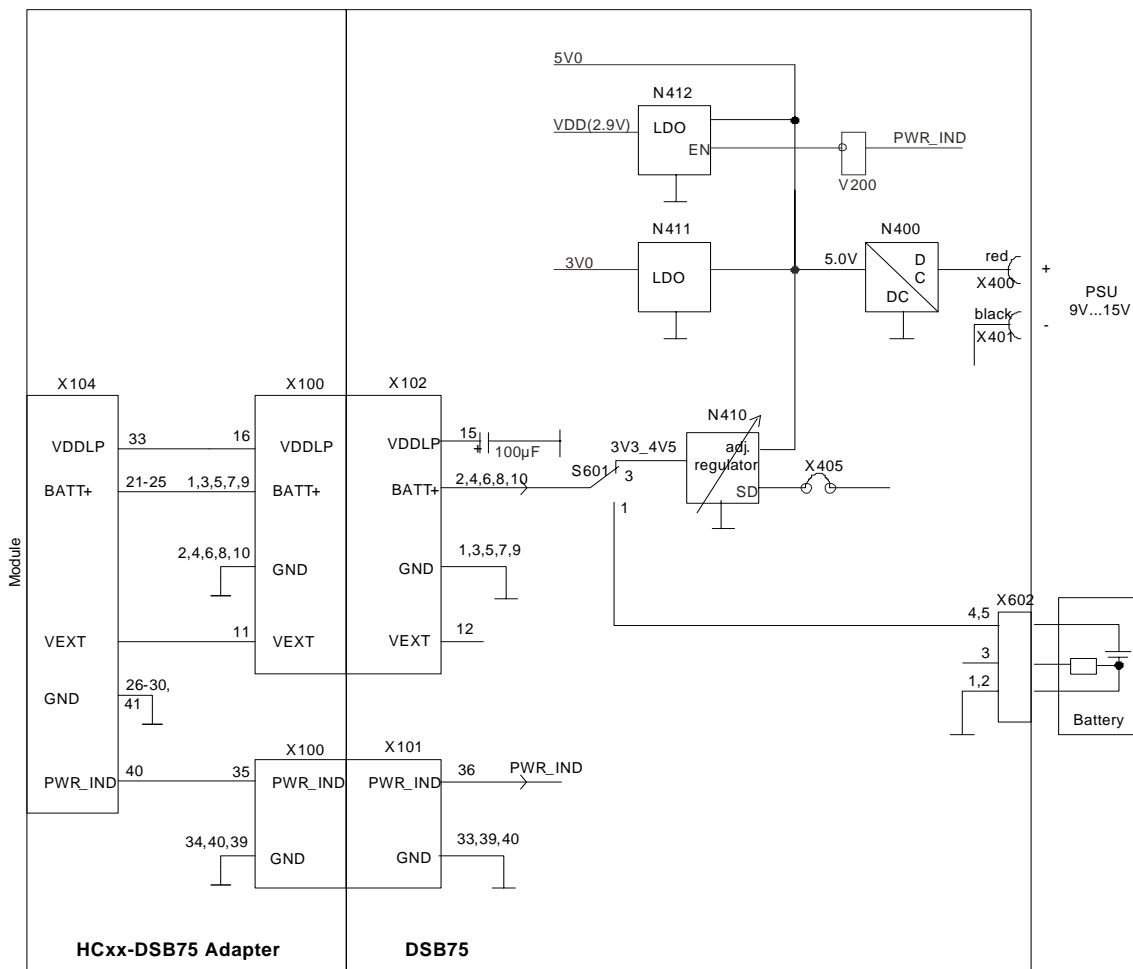 5V0
N412
VDD(2.9V)
LDO
EN
PWR_IND
V200
N411
N400
3V0
LDO
5.0V
D
C
DC
red
X400
+
PSU
9V...15V
black
X401
-
X104
X100
X102
N410
VDDLP
33
16
VDDLP
VDDLP
15
+
100µF
3V3_4V5
adj.
regulator
SD
X405
S601
3
1
BATT+
21-25
1,3,5,7,9
BATT+
BATT+
2,4,6,8,10
2,4,6,8,10
GND
GND
1,3,5,7,9
Module
X602
4,5
VEXT
11
VEXT
VEXT
12
3
1,2
GND
26-30,
41
Battery
X100
X101
PWR_IND
40
35
PWR_IND
PWR_IND
36
PWR_IND
34,40,39
GND
GND
33,39,40
HCxx-DSB75 Adapter
DSB75